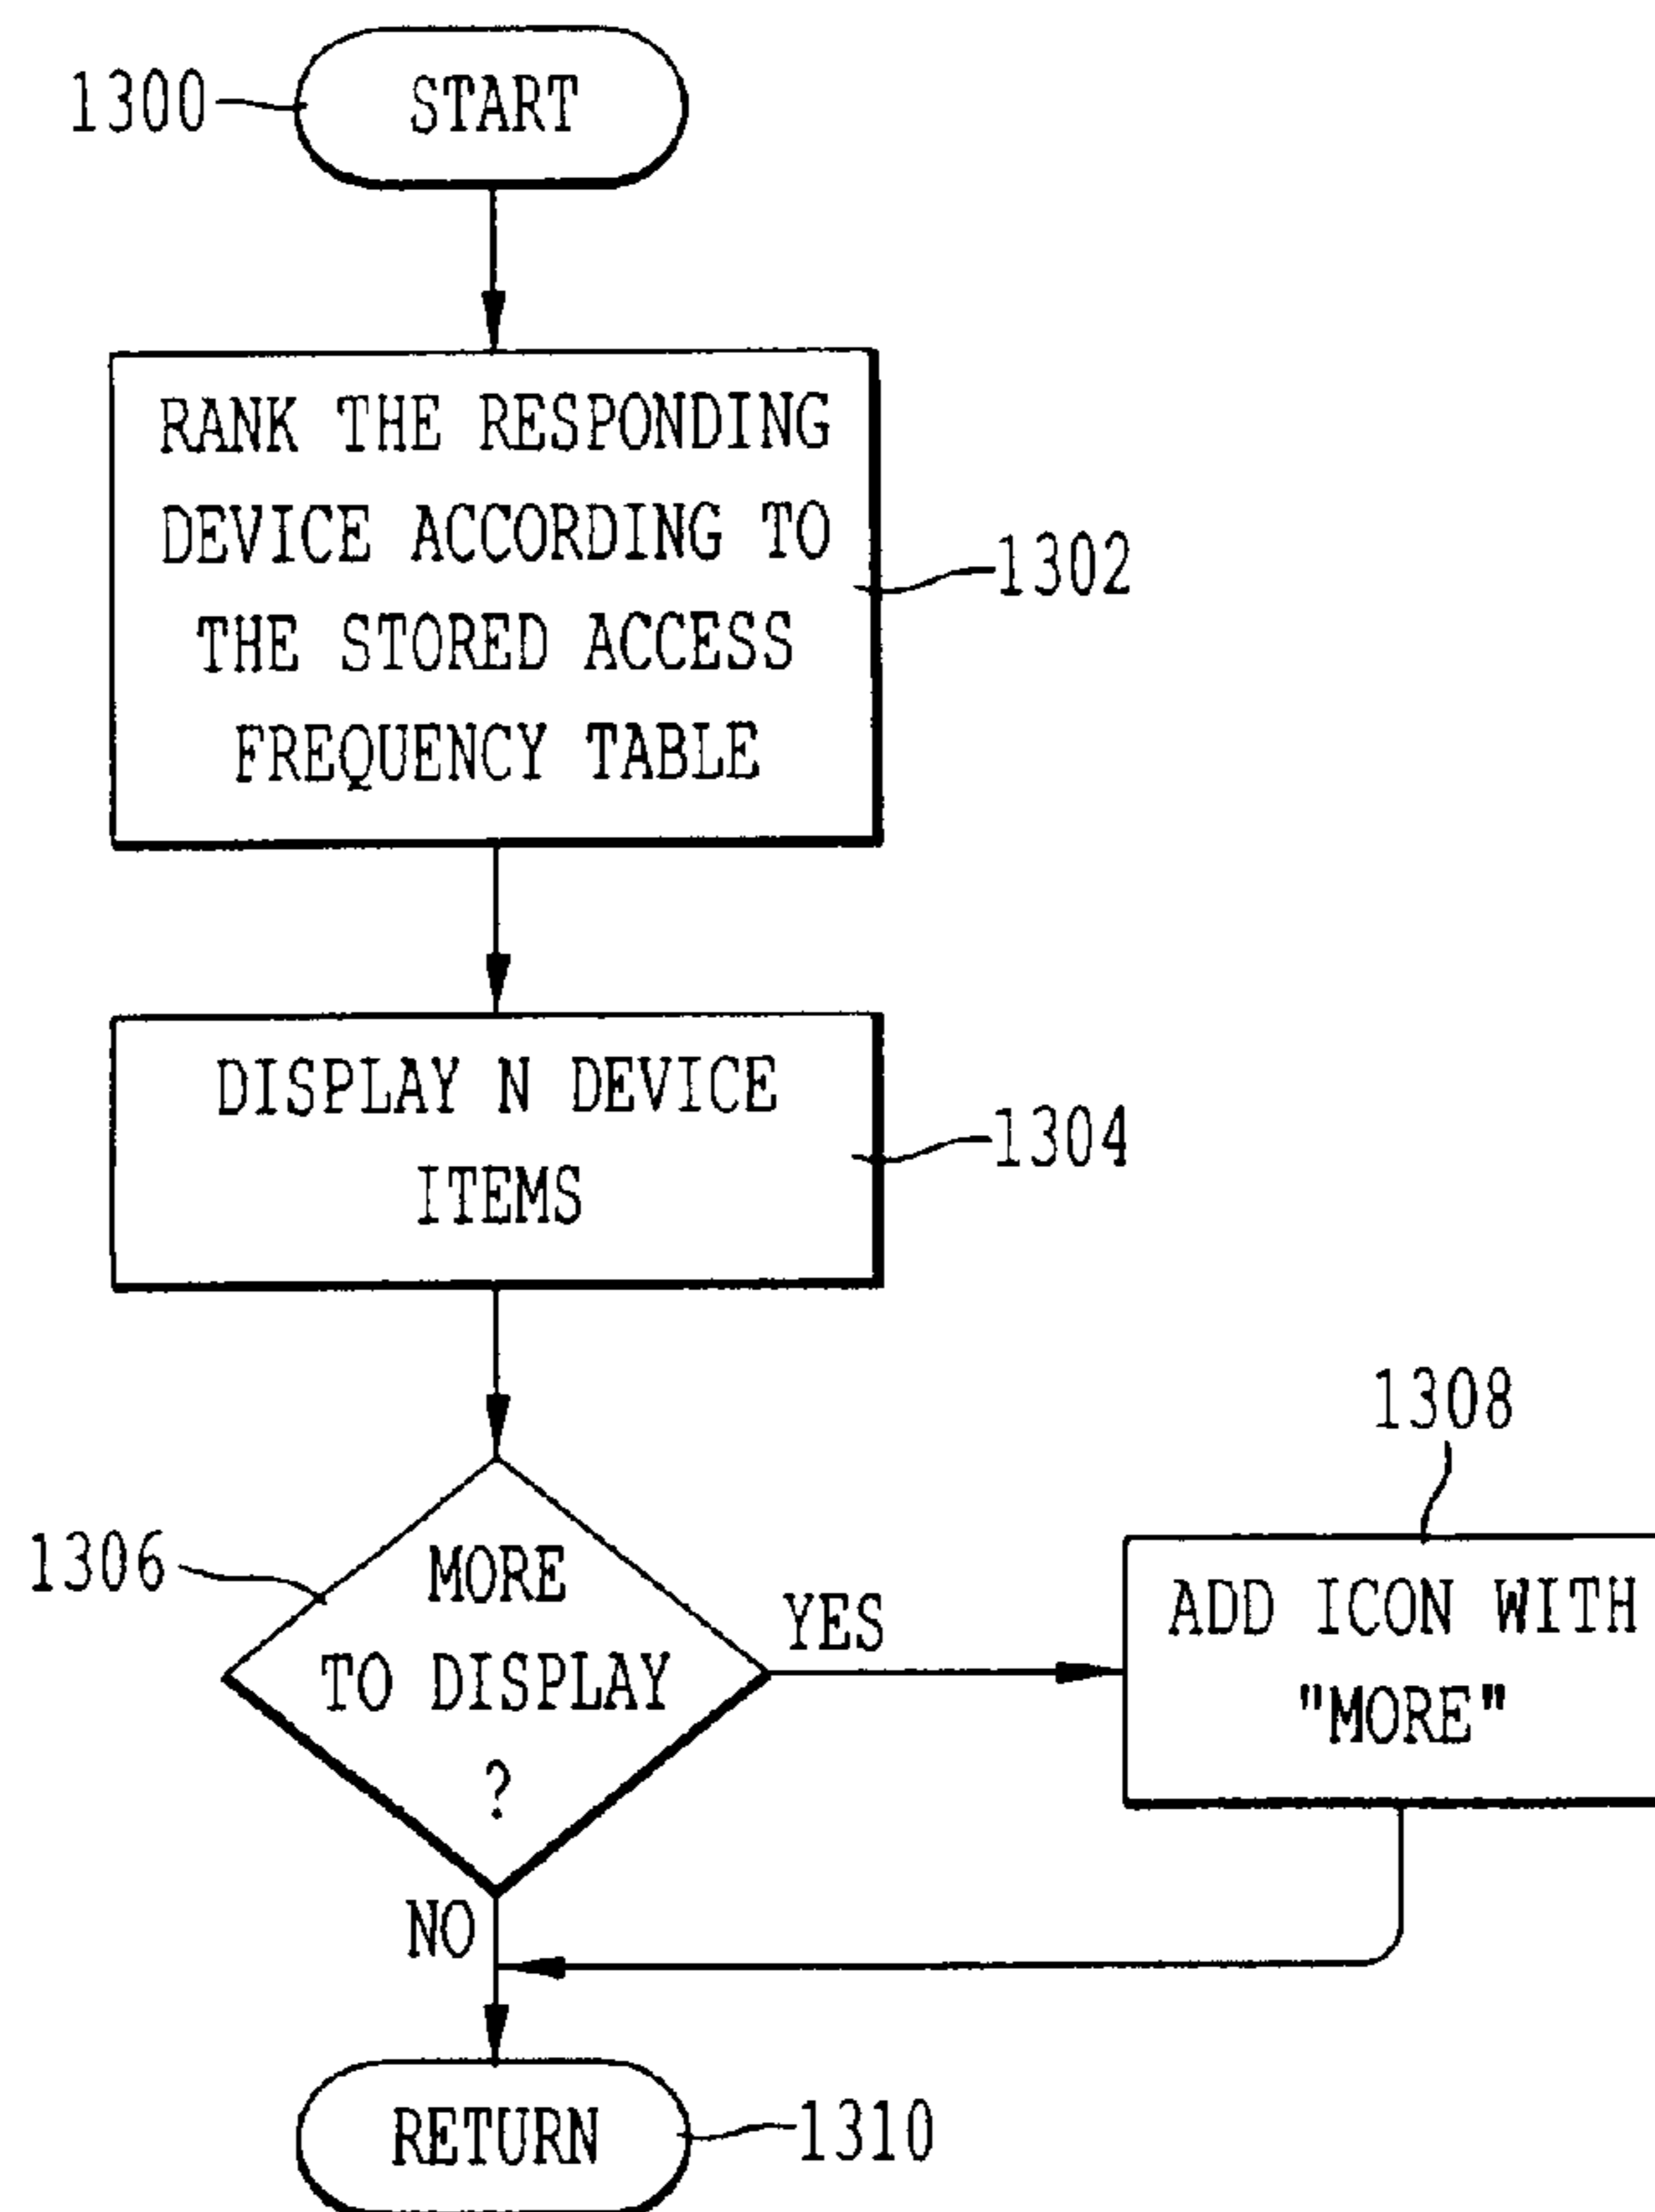 1300
START
RANK THE RESPONDING
DEVICE ACCORDING TO
THE STORED ACCESS
FREQUENCY TABLE
1302
DISPLAY N DEVICE
ITEMS
1304
1306
MORE
TO DISPLAY
?
YES
1308
ADD ICON WITH
"MORE"
NO
RETURN
1310